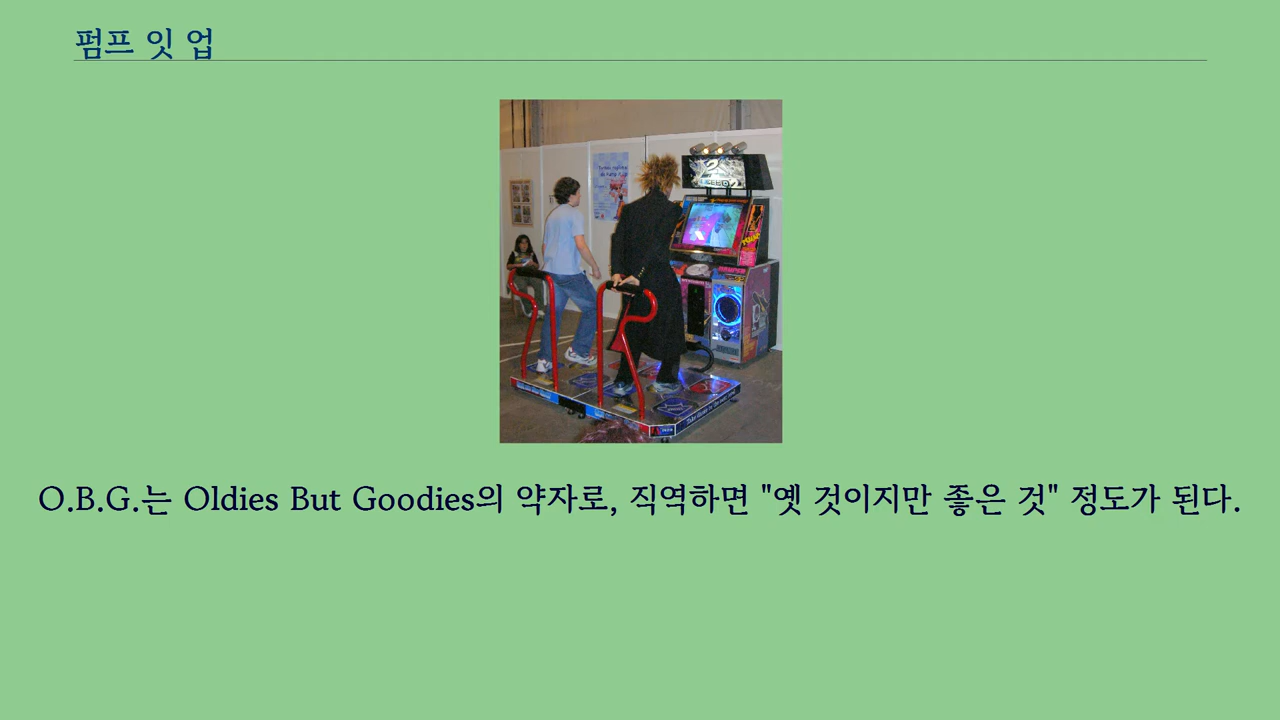 펌프 잇 업
O.B.G.는 Oldies But Goodies의 약자로, 직역하면 "옛 것이지만 좋은 것" 정도가 된다.